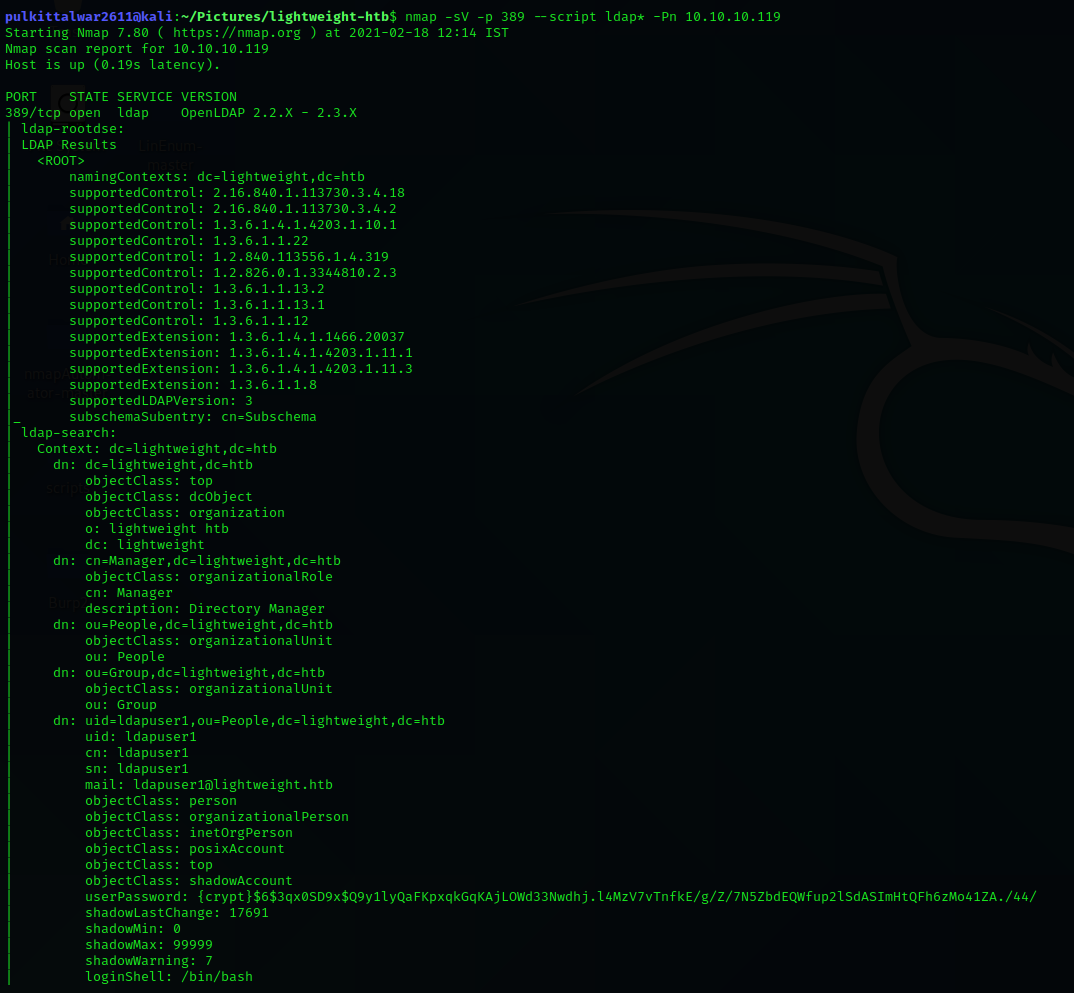 pulkittalwar2611@kali:~/Pictures/lightweight-htb$ nmap -sV -p 389 --script ldap* -Pn 10.10.10.119
Starting Nmap 7.80 ( https://nmap.org ) at 2021-02-18 12:14 IST
Nmap scan report for 10.10.10.119
Host is up (0.19s latency).

PORT    STATE SERVICE VERSION
389/tcp open  ldap    OpenLDAP 2.2.X - 2.3.X
| ldap-rootdse:
| LDAP Results
|   <ROOT>
|       namingContexts: dc=lightweight,dc=htb
|       supportedControl: 2.16.840.1.113730.3.4.18
|       supportedControl: 2.16.840.1.113730.3.4.2
|       supportedControl: 1.3.6.1.4.1.4203.1.10.1
|       supportedControl: 1.3.6.1.1.22
|       supportedControl: 1.2.840.113556.1.4.319
|       supportedControl: 1.2.826.0.1.3344810.2.3
|       supportedControl: 1.3.6.1.1.13.2
|       supportedControl: 1.3.6.1.1.13.1
|       supportedControl: 1.3.6.1.1.12
|       supportedExtension: 1.3.6.1.4.1.1466.20037
|       supportedExtension: 1.3.6.1.4.1.4203.1.11.1
|       supportedExtension: 1.3.6.1.4.1.4203.1.11.3
|       supportedExtension: 1.3.6.1.1.8
|       supportedLDAPVersion: 3
|_      subschemaSubentry: cn=Subschema
| ldap-search:
|   Context: dc=lightweight,dc=htb
|     dn: dc=lightweight,dc=htb
|         objectClass: top
|         objectClass: dcObject
|         objectClass: organization
|         o: lightweight htb
|         dc: lightweight
|     dn: cn=Manager,dc=lightweight,dc=htb
|         objectClass: organizationalRole
|         cn: Manager
|         description: Directory Manager
|     dn: ou=People,dc=lightweight,dc=htb
|         objectClass: organizationalUnit
|         ou: People
|     dn: ou=Group,dc=lightweight,dc=htb
|         objectClass: organizationalUnit
|         ou: Group
|     dn: uid=ldapuser1,ou=People,dc=lightweight,dc=htb
|         uid: ldapuser1
|         cn: ldapuser1
|         sn: ldapuser1
|         mail: ldapuser1@lightweight.htb
|         objectClass: person
|         objectClass: organizationalPerson
|         objectClass: inetOrgPerson
|         objectClass: posixAccount
|         objectClass: top
|         objectClass: shadowAccount
|         userPassword: {crypt}$6$3qx0SD9x$Q9y1lyQaFKpxqkGqKAjLOWd33Nwdhj.l4MzV7vTnfkE/g/Z/7N5ZbdEQWfup2lSdASImHtQFh6zMo41ZA./44/
|         shadowLastChange: 17691
|         shadowMin: 0
|         shadowMax: 99999
|         shadowWarning: 7
|         loginShell: /bin/bash